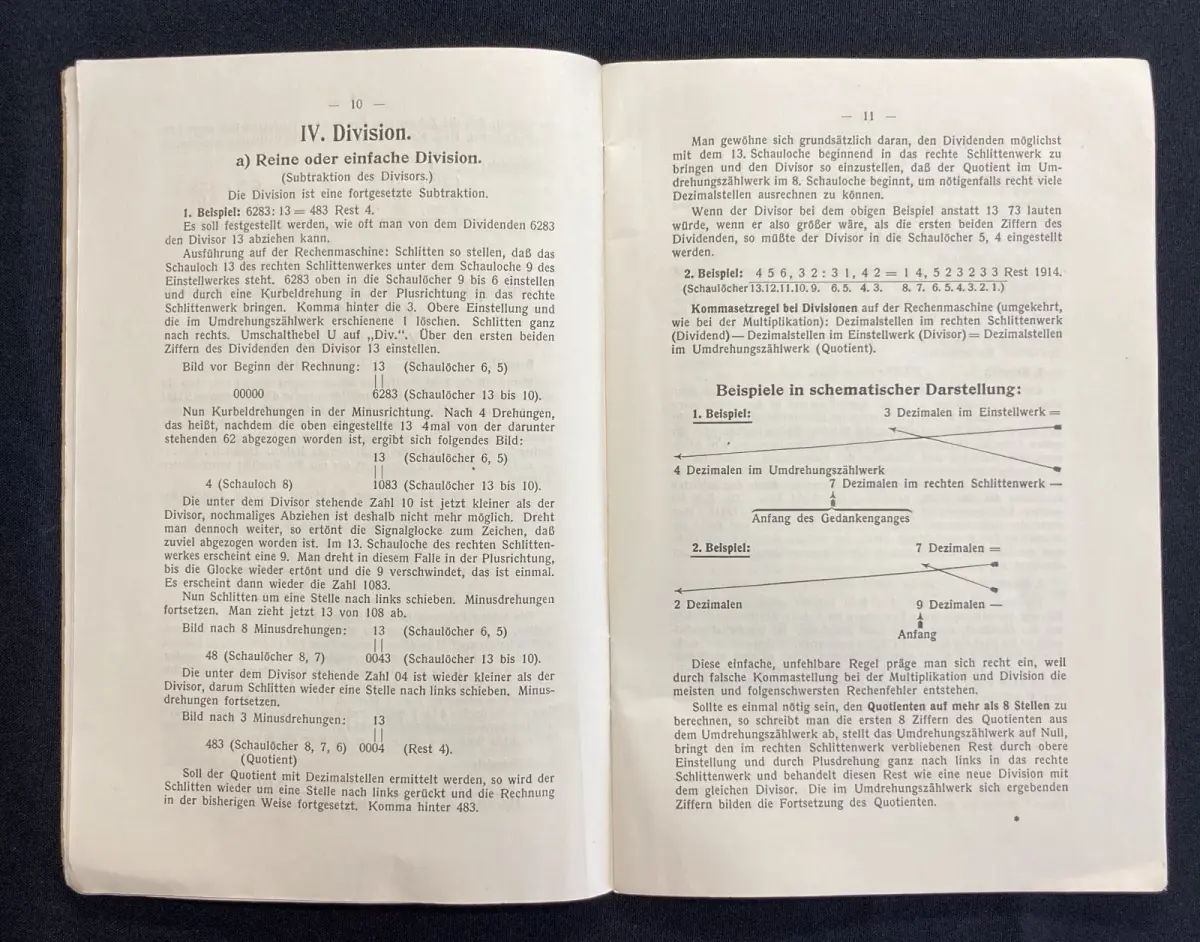 — 10 —
IV. Division.
a) Reine oder einfache Division.
(Subtraktion des Divisors.)
Die Division ist eine fortgesetzte Subtraktion.
1. Beispiel: 6283 : 13 = 483 Rest 4.
Es soll festgestellt werden, wie oft man von dem Dividenden 6283
den Divisor 13 abziehen kann.
Ausführung auf der Rechenmaschine: Schlitten so stellen, daß das
Schauloch 13 des rechten Schlittenwerkes unter dem Schauloche 9 des
Einstellwerkes steht. 6283 oben in die Schaulöcher 9 bis 6 einstellen
und durch eine Kurbeldrehung in der Plusrichtung in das rechte
Schlittenwerk bringen. Komma hinter die 3. Obere Einstellung und
die im Umdrehungszählwerk erschienene 1 löschen. Schlitten ganz
nach rechts. Umschalthebel U auf „Div.“. Über den ersten beiden
Ziffern des Dividenden den Divisor 13 einstellen.
Bild vor Beginn der Rechnung: 13 (Schaulöcher 6, 5)
||
00000 6283 (Schaulöcher 13 bis 10).
Nun Kurbeldrehungen in der Minusrichtung. Nach 4 Drehungen,
das heißt, nachdem die oben eingestellte 13 4mal von der darunter
stehenden 62 abgezogen worden ist, ergibt sich folgendes Bild:
13 (Schaulöcher 6, 5)
||
4 (Schauloch 8) 1083 (Schaulöcher 13 bis 10).
Die unter dem Divisor stehende Zahl 10 ist jetzt kleiner als der
Divisor, nochmaliges Abziehen ist deshalb nicht mehr möglich. Dreht
man dennoch weiter, so ertönt die Signalglocke zum Zeichen, daß
zuviel abgezogen worden ist. Im 13. Schauloche des rechten Schlitten-
werkes erscheint eine 9. Man dreht in diesem Falle in der Plusrichtung,
bis die Glocke wieder ertönt und die 9 verschwindet, das ist einmal.
Es erscheint dann wieder die Zahl 1083.
Nun Schlitten um eine Stelle nach links schieben. Minusdrehungen
fortsetzen. Man zieht jetzt 13 von 108 ab.
Bild nach 8 Minusdrehungen: 13 (Schaulöcher 6, 5)
||
48 (Schaulöcher 8, 7) 0043 (Schaulöcher 13 bis 10).
Die unter dem Divisor stehende Zahl 04 ist wieder kleiner als der
Divisor, darum Schlitten wieder eine Stelle nach links schieben. Minus-
drehungen fortsetzen.
Bild nach 3 Minusdrehungen: 13
||
483 (Schaulöcher 8, 7, 6) 0004 (Rest 4).
(Quotient)
Soll der Quotient mit Dezimalstellen ermittelt werden, so wird der
Schlitten wieder um eine Stelle nach links gerückt und die Rechnung
in der bisherigen Weise fortgesetzt. Komma hinter 483.
— 11 —
Man gewöhne sich grundsätzlich daran, den Dividenden möglichst
mit dem 13. Schauloche beginnend in das rechte Schlittenwerk zu
bringen und den Divisor so einzustellen, daß der Quotient im Um-
drehungszählwerk im 8. Schauloche beginnt, um nötigenfalls recht viele
Dezimalstellen ausrechnen zu können.
Wenn der Divisor bei dem obigen Beispiel anstatt 13 73 lauten
würde, wenn er also größer wäre, als die ersten beiden Ziffern des
Dividenden, so müßte der Divisor in die Schaulöcher 5, 4 eingestellt
werden.
2. Beispiel: 4 5 6, 3 2 : 3 1, 4 2 = 1 4, 5 2 3 2 3 3 Rest 1914.
(Schaulöcher 13.12.11.10. 9. 6. 5. 4. 3. 8. 7. 6. 5. 4. 3. 2. 1.)
Kommasetzregel bei Divisionen auf der Rechenmaschine (umgekehrt,
wie bei der Multiplikation): Dezimalstellen im rechten Schlittenwerk
(Dividend) — Dezimalstellen im Einstellwerk (Divisor) = Dezimalstellen
im Umdrehungszählwerk (Quotient).
Beispiele in schematischer Darstellung:
1. Beispiel: 3 Dezimalen im Einstellwerk =
4 Dezimalen im Umdrehungszählwerk
7 Dezimalen im rechten Schlittenwerk —
Anfang des Gedankenganges
2. Beispiel: 7 Dezimalen =
2 Dezimalen 9 Dezimalen —
Anfang
Diese einfache, unfehlbare Regel präge man sich recht ein, weil
durch falsche Kommastellung bei der Multiplikation und Division die
meisten und folgenschwersten Rechenfehler entstehen.
Sollte es einmal nötig sein, den Quotienten auf mehr als 8 Stellen zu
berechnen, so schreibt man die ersten 8 Ziffern des Quotienten aus
dem Umdrehungszählwerk ab, stellt das Umdrehungszählwerk auf Null,
bringt den im rechten Schlittenwerk verbliebenen Rest durch obere
Einstellung und durch Plusdrehung ganz nach links in das rechte
Schlittenwerk und behandelt diesen Rest wie eine neue Division mit
dem gleichen Divisor. Die im Umdrehungszählwerk sich ergebenden
Ziffern bilden die Fortsetzung des Quotienten.
*